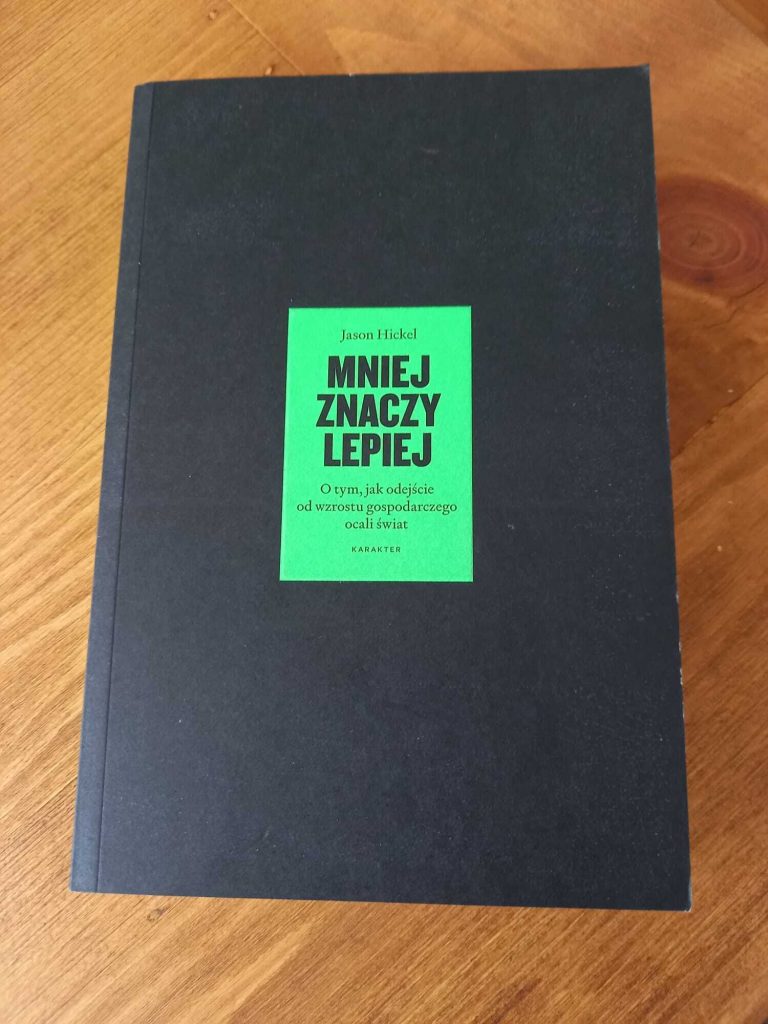 Jason Hickel
MNIEJ
ZNACZY
LEPIEJ
O tym, jak odejście
od wzrostu gospodarczego
ocali świat
KARAKTER